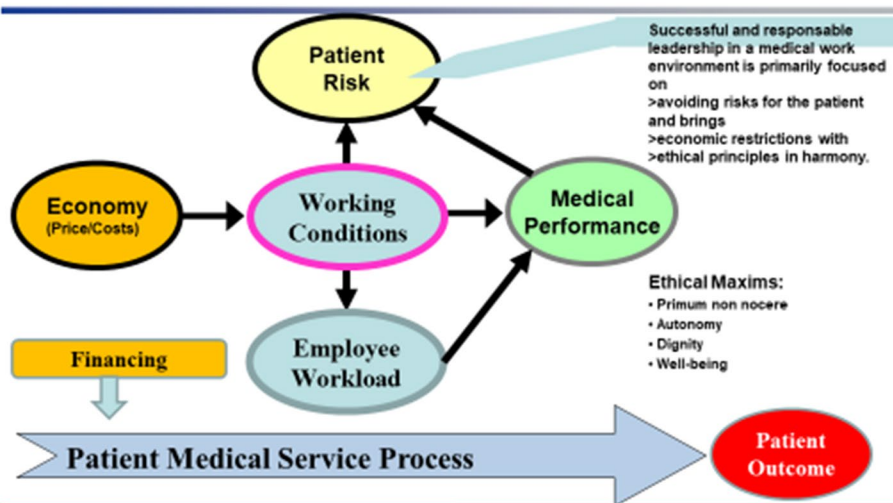 Patient
Risk
Successful and responsable
leadership in a medical work
environment is primarily focused
on
>avoiding risks for the patient
and brings
>economic restrictions with
>ethical principles in harmony.
Economy
(Price/Costs)
Working
Conditions
Medical
Performance
Employee
Workload
Ethical Maxims:
• Primum non nocere
• Autonomy
• Dignity
• Well-being
Financing
Patient Medical Service Process
Patient
Outcome